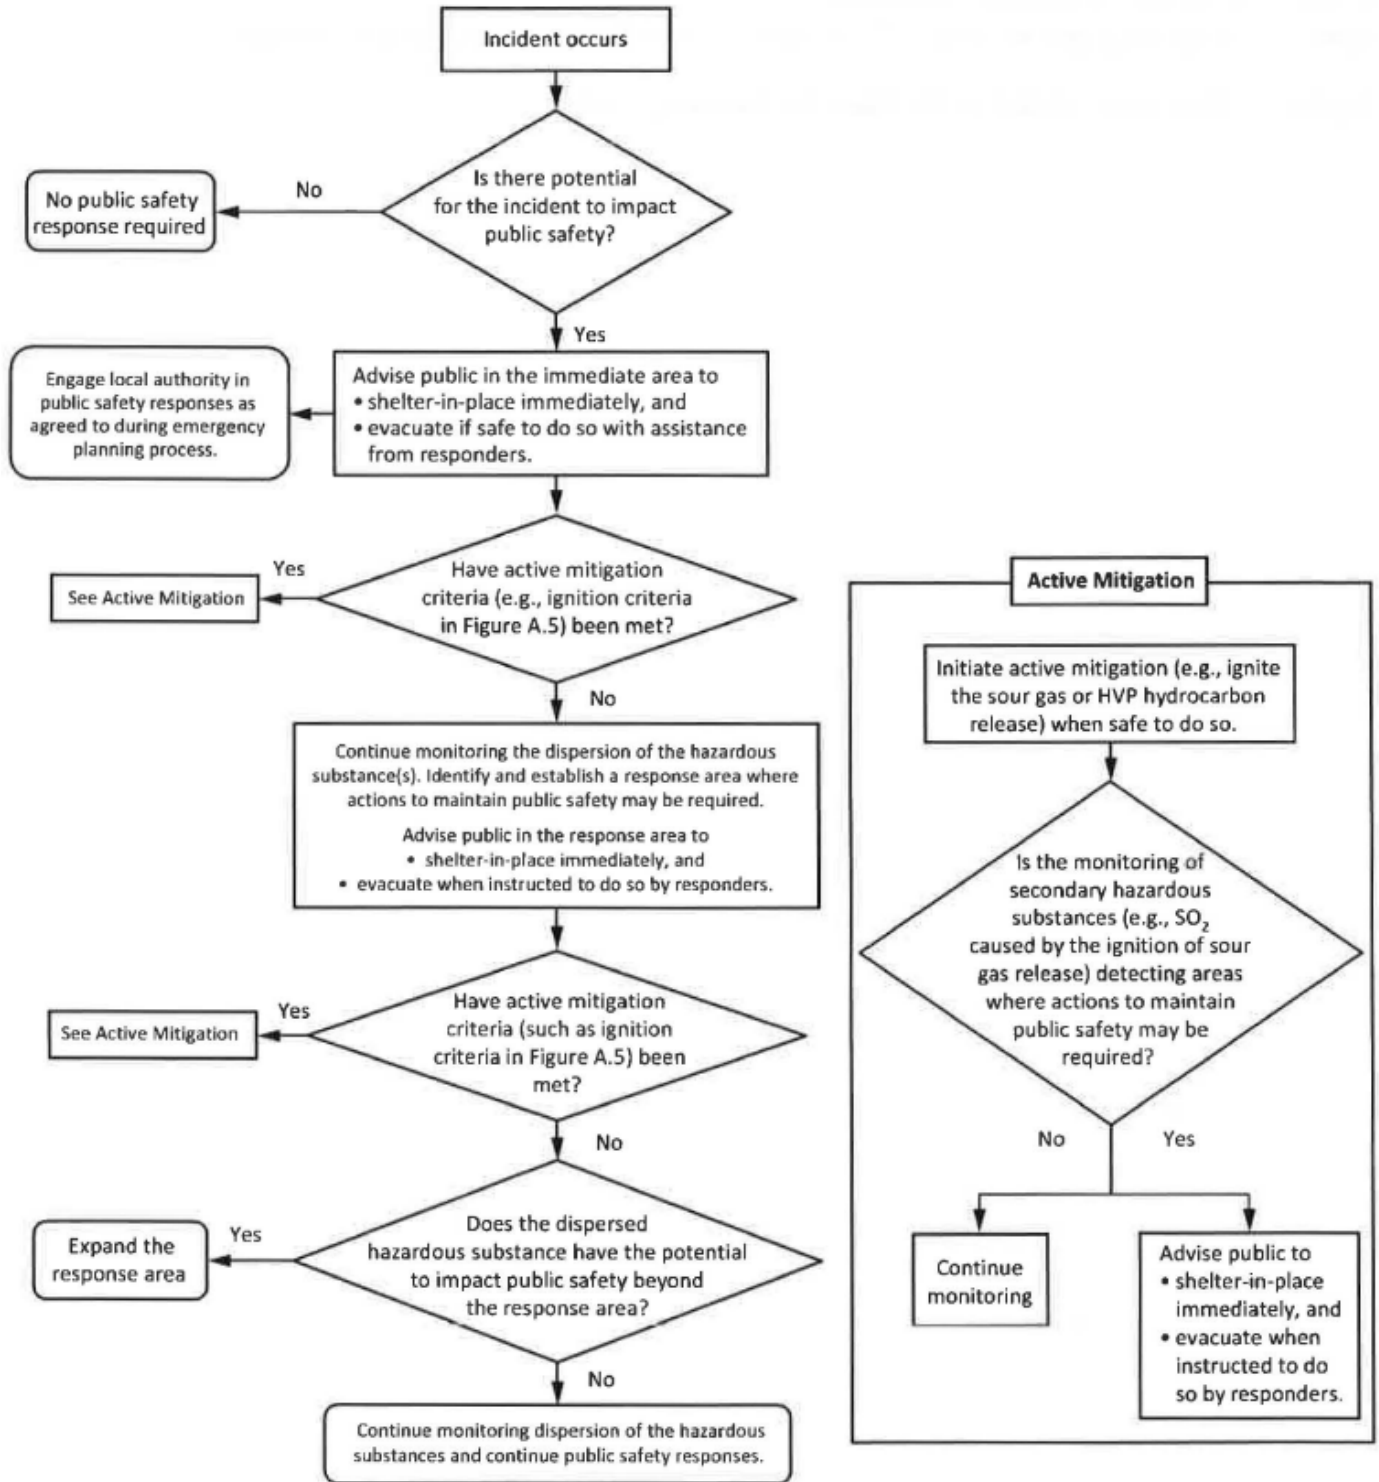 Incident occurs
Is there potential
for the incident to impact
public safety?
No
No public safety
response required
Yes
Advise public in the immediate area to
• shelter-in-place immediately, and
• evacuate if safe to do so with assistance
from responders.
Engage local authority in
public safety responses as
agreed to during emergency
planning process.
Have active mitigation
criteria (e.g., ignition criteria
in Figure A.5) been met?
Yes
See Active Mitigation
No
Continue monitoring the dispersion of the hazardous
substance(s). Identify and establish a response area where
actions to maintain public safety may be required.
Advise public in the response area to
• shelter-in-place immediately, and
• evacuate when instructed to do so by responders.
Have active mitigation
criteria (such as ignition
criteria in Figure A.5) been
met?
Yes
See Active Mitigation
No
Does the dispersed
hazardous substance have the potential
to impact public safety beyond
the response area?
Yes
Expand the
response area
No
Continue monitoring dispersion of the hazardous
substances and continue public safety responses.
Active Mitigation
Initiate active mitigation (e.g., ignite
the sour gas or HVP hydrocarbon
release) when safe to do so.
Is the monitoring of
secondary hazardous
substances (e.g., SO₂
caused by the ignition of sour
gas release) detecting areas
where actions to maintain
public safety may be
required?
No
Yes
Continue
monitoring
Advise public to
• shelter-in-place
immediately, and
• evacuate when
instructed to do
so by responders.